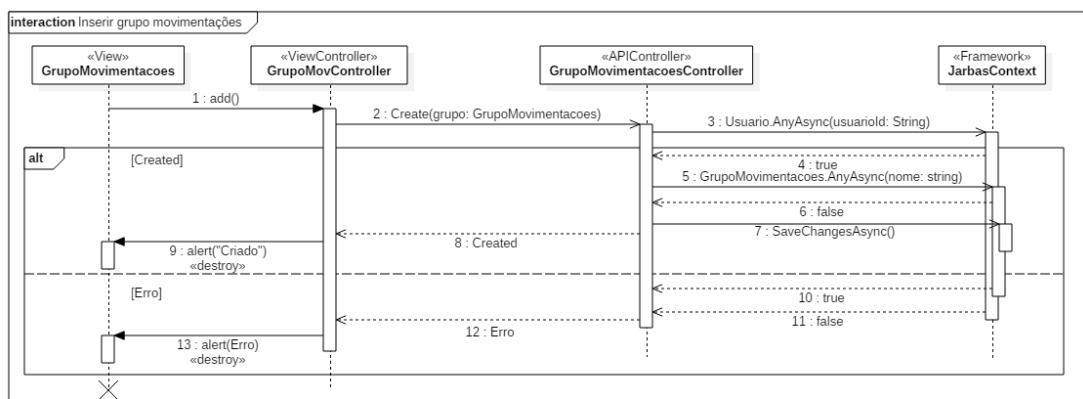 interaction Inserir grupo movimentações
«View»
GrupoMovimentacoes
«ViewController»
GrupoMovController
«APIController»
GrupoMovimentacoesController
«Framework»
JarbasContext
1 : add()
2 : Create(grupo: GrupoMovimentacoes)
3 : Usuario.AnyAsync(usuarioId: String)
alt
[Created]
4 : true
5 : GrupoMovimentacoes.AnyAsync(nome: string)
6 : false
7 : SaveChangesAsync()
8 : Created
9 : alert("Criado")
«destroy»
[Erro]
10 : true
11 : false
12 : Erro
13 : alert(Erro)
«destroy»